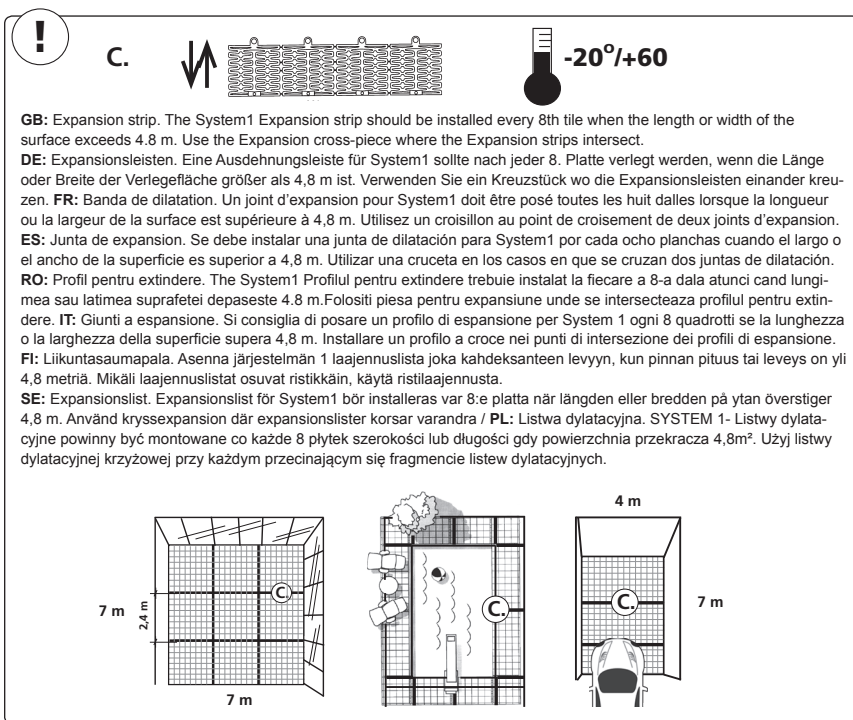 !
C.
-20°/+60
GB: Expansion strip. The System1 Expansion strip should be installed every 8th tile when the length or width of the
surface exceeds 4.8 m. Use the Expansion cross-piece where the Expansion strips intersect.
DE: Expansionsleisten. Eine Ausdehnungsleiste für System1 sollte nach jeder 8. Platte verlegt werden, wenn die Länge
oder Breite der Verlegefläche größer als 4,8 m ist. Verwenden Sie ein Kreuzstück wo die Expansionsleisten einander kreu-
zen. FR: Banda de dilatation. Un joint d'expansion pour System1 doit être posé toutes les huit dalles lorsque la longueur
ou la largeur de la surface est supérieure à 4,8 m. Utilisez un croisillon au point de croisement de deux joints d'expansion.
ES: Junta de expansion. Se debe instalar una junta de dilatación para System1 por cada ocho planchas cuando el largo o
el ancho de la superficie es superior a 4,8 m. Utilizar una cruceta en los casos en que se cruzan dos juntas de dilatación.
RO: Profil pentru extindere. The System1 Profilul pentru extindere trebuie instalat la fiecare a 8-a dala atunci cand lungi-
mea sau latimea suprafetei depaseste 4.8 m.Folositi piesa pentru expansiune unde se intersecteaza profilul pentru extin-
dere. IT: Giunti a espansione. Si consiglia di posare un profilo di espansione per System 1 ogni 8 quadrotti se la lunghezza
o la larghezza della superficie supera 4,8 m. Installare un profilo a croce nei punti di intersezione dei profili di espansione.
FI: Liikuntasaumapala. Asenna järjestelmän 1 laajennuslista joka kahdeksanteen levyyn, kun pinnan pituus tai leveys on yli
4,8 metriä. Mikäli laajennuslistat osuvat ristikkäin, käytä ristilaajennusta.
SE: Expansionslist. Expansionslist för System1 bör installeras var 8:e platta när längden eller bredden på ytan överstiger
4,8 m. Använd kryssexpansion där expansionslister korsar varandra / PL: Listwa dylatacyjna. SYSTEM 1- Listwy dylata-
cyjne powinny być montowane co każde 8 płytek szerokości lub długości gdy powierzchnia przekracza 4,8m². Użyj listwy
dylatacyjnej krzyżowej przy każdym przecinającym się fragmencie listew dylatacyjnych.
4 m
C.
7 m
2,4 m
C.
C.
7 m
7 m